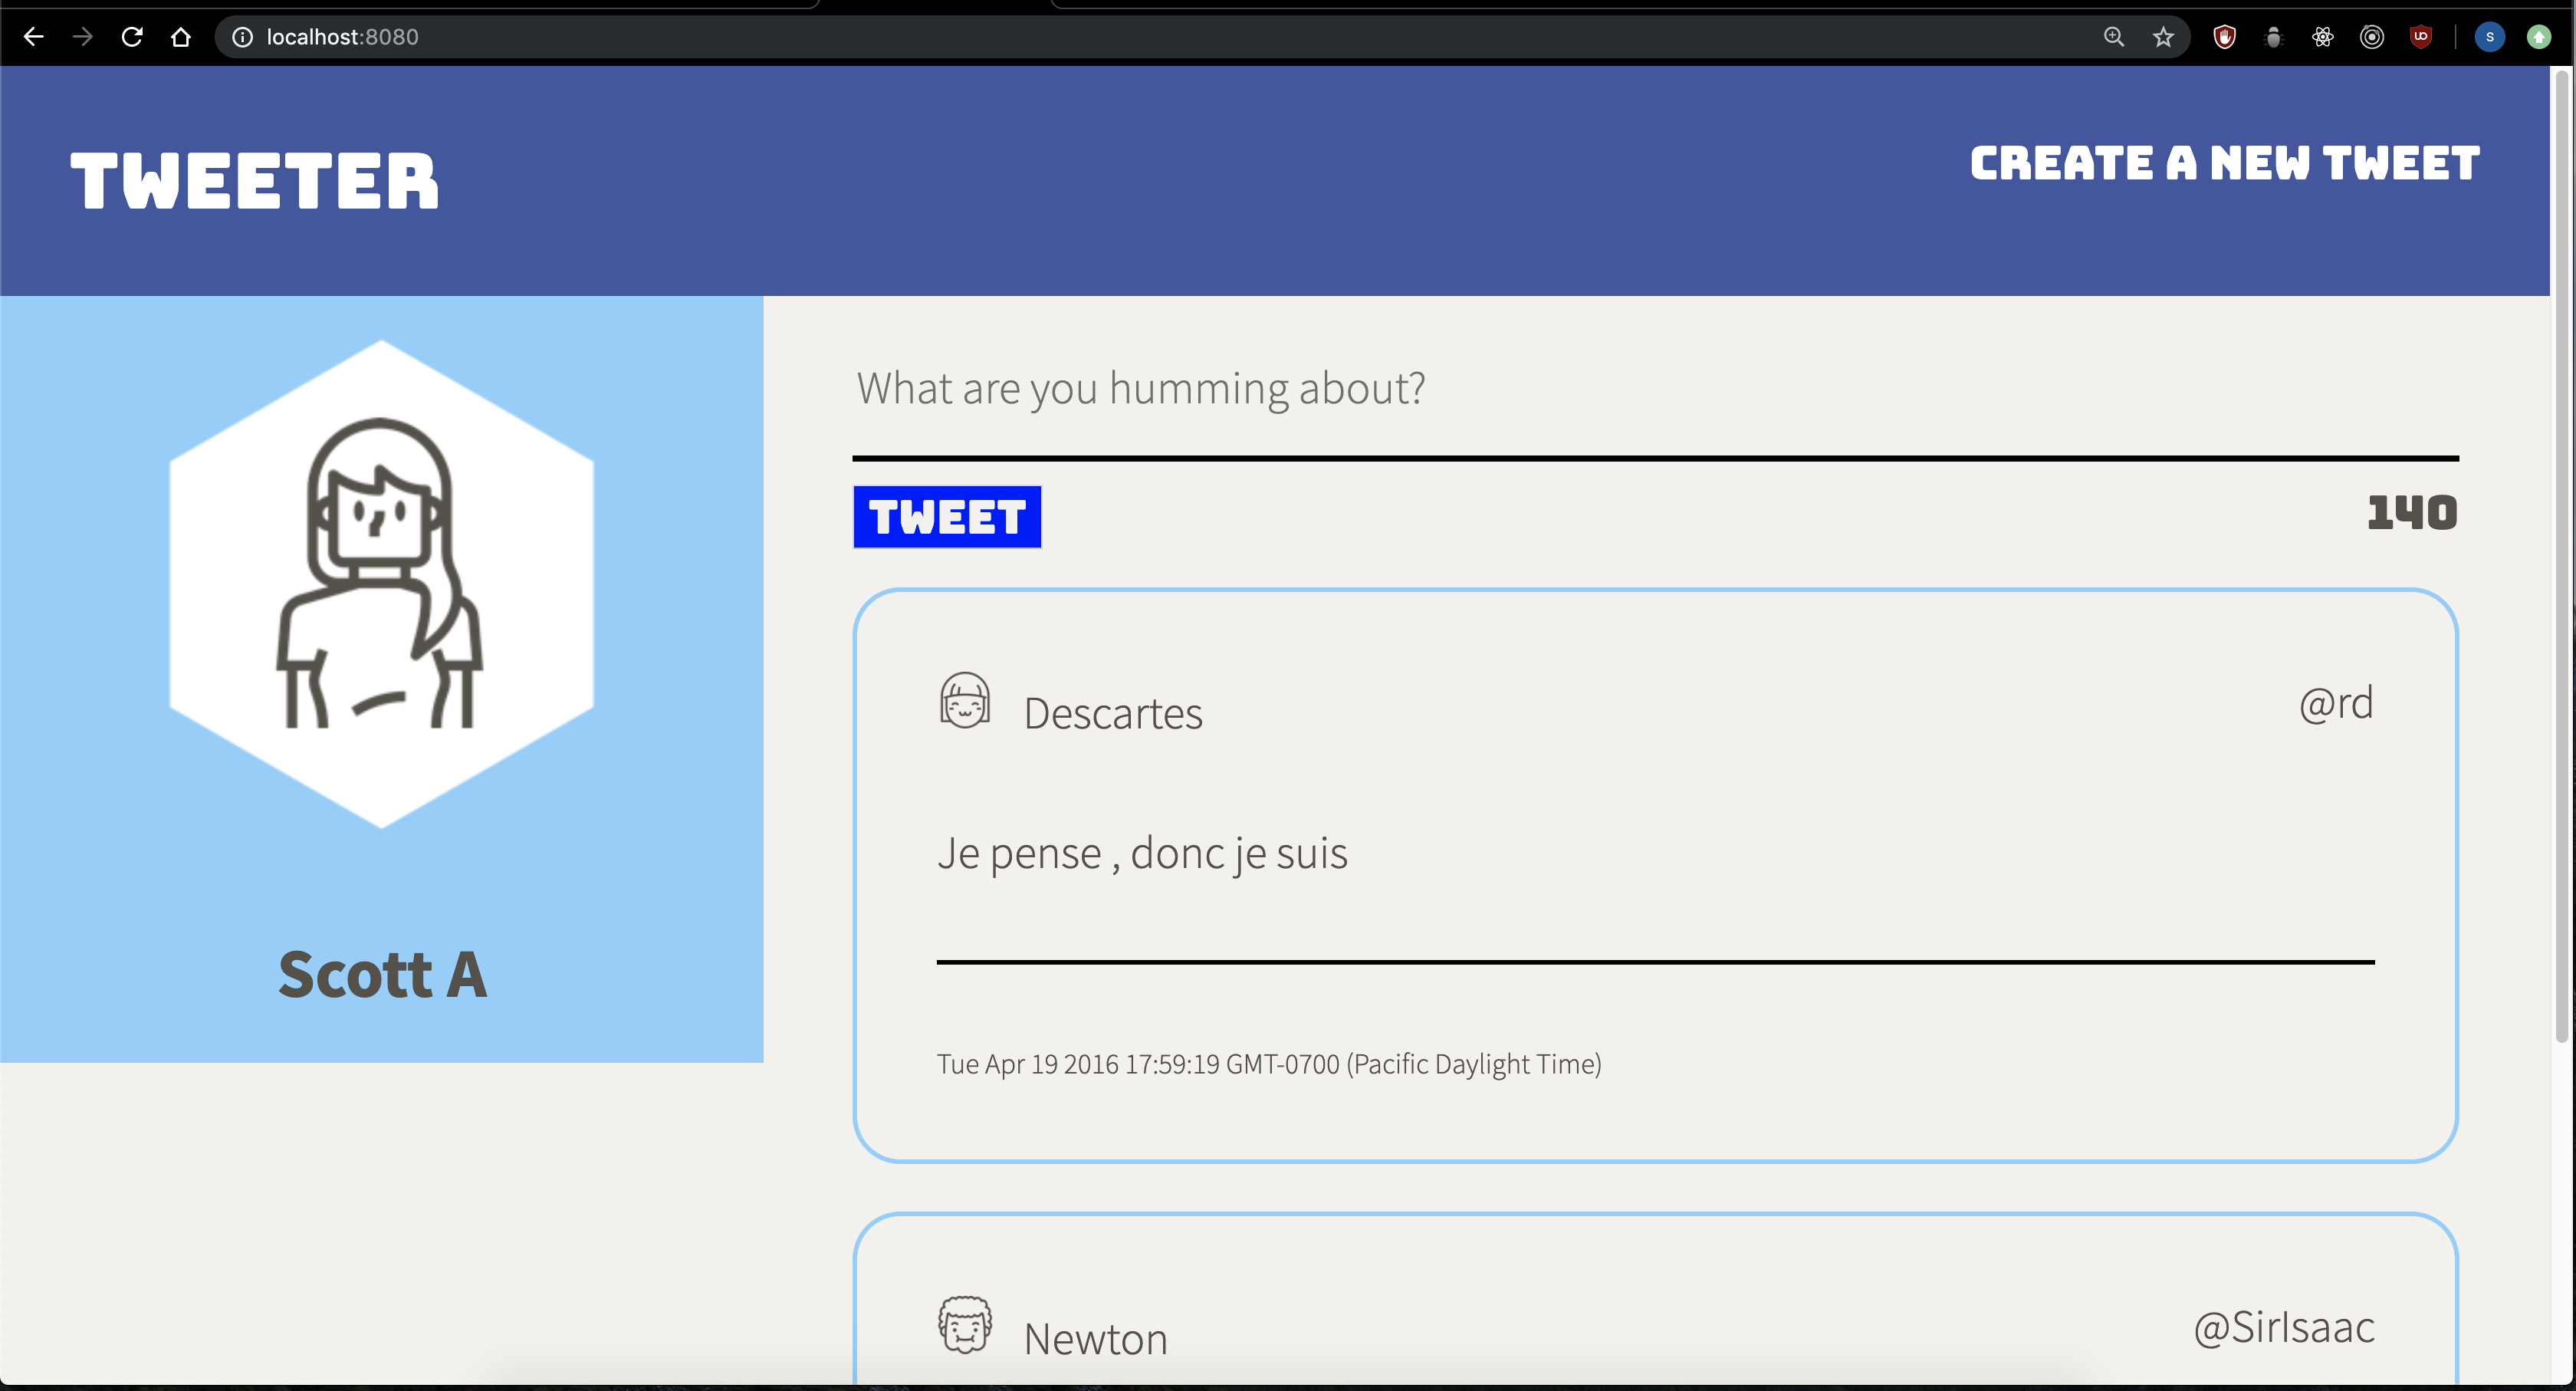 localhost:8080
S
TWEETER
CREATE A NEW TWEET
What are you humming about?
TWEET
140
Scott A
Descartes
@rd
Je pense , donc je suis
Tue Apr 19 2016 17:59:19 GMT-0700 (Pacific Daylight Time)
Newton
@SirIsaac